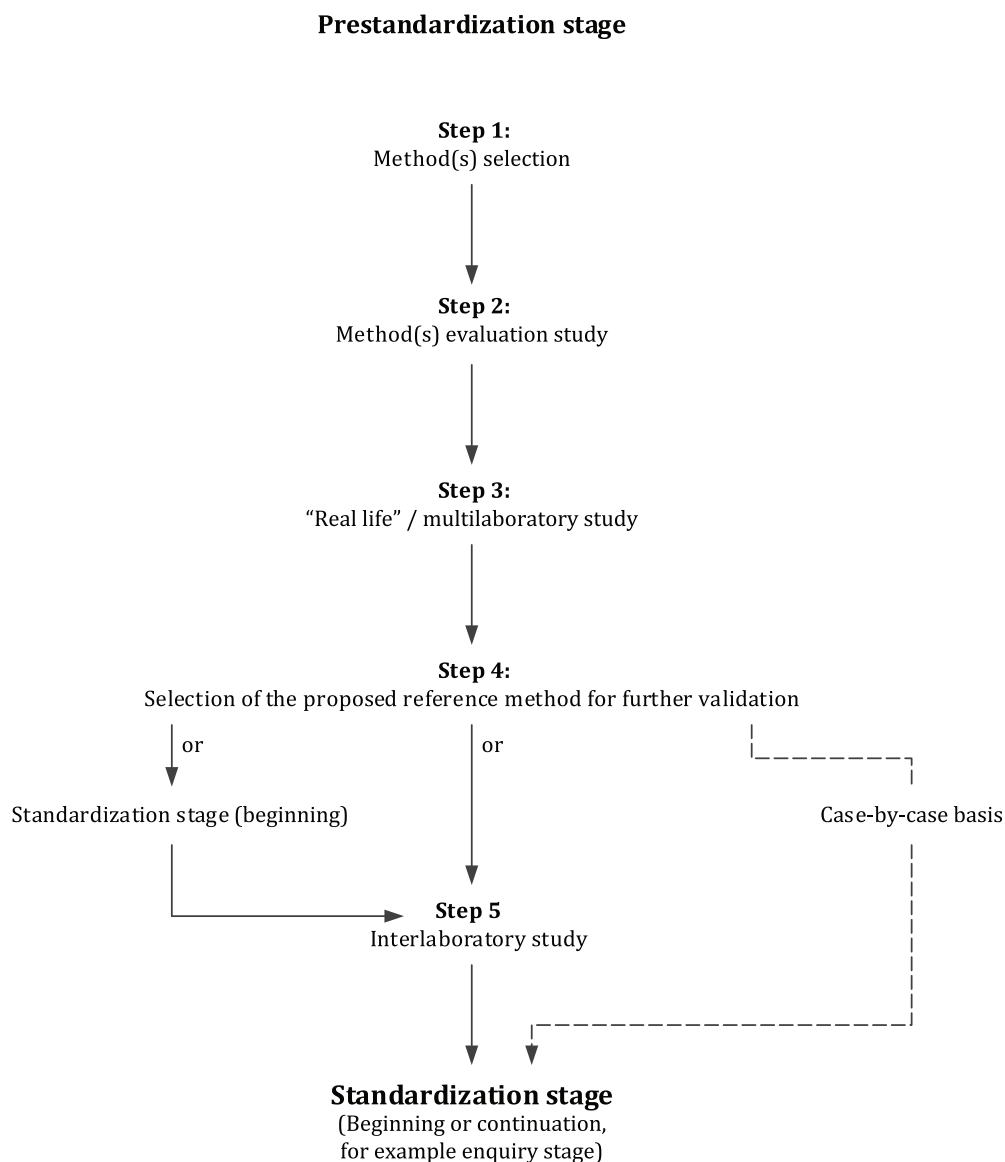 Prestandardization stage
Step 1:
Method(s) selection
Step 2:
Method(s) evaluation study
Step 3:
“Real life” / multilaboratory study
Step 4:
Selection of the proposed reference method for further validation
or
or
Standardization stage (beginning)
Case-by-case basis
Step 5
Interlaboratory study
Standardization stage
(Beginning or continuation,
for example enquiry stage)